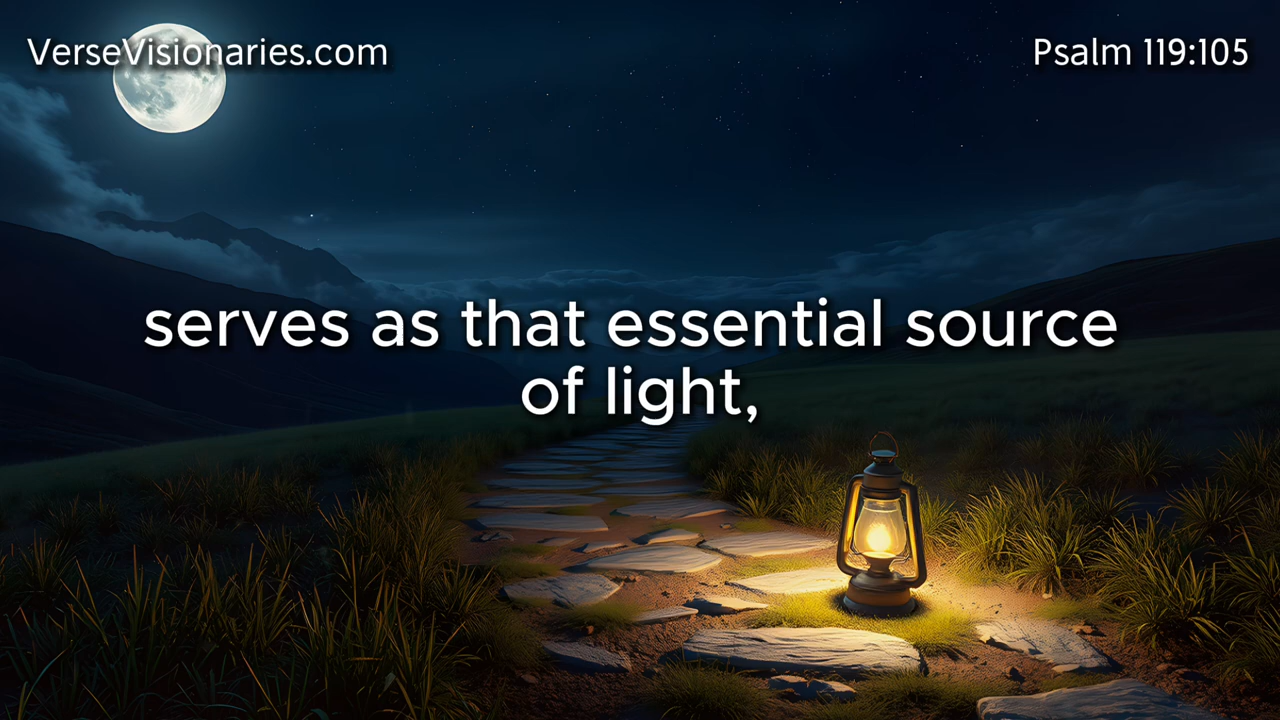 VerseVisionaries.com
Psalm 119:105
serves as that essential source
of light,